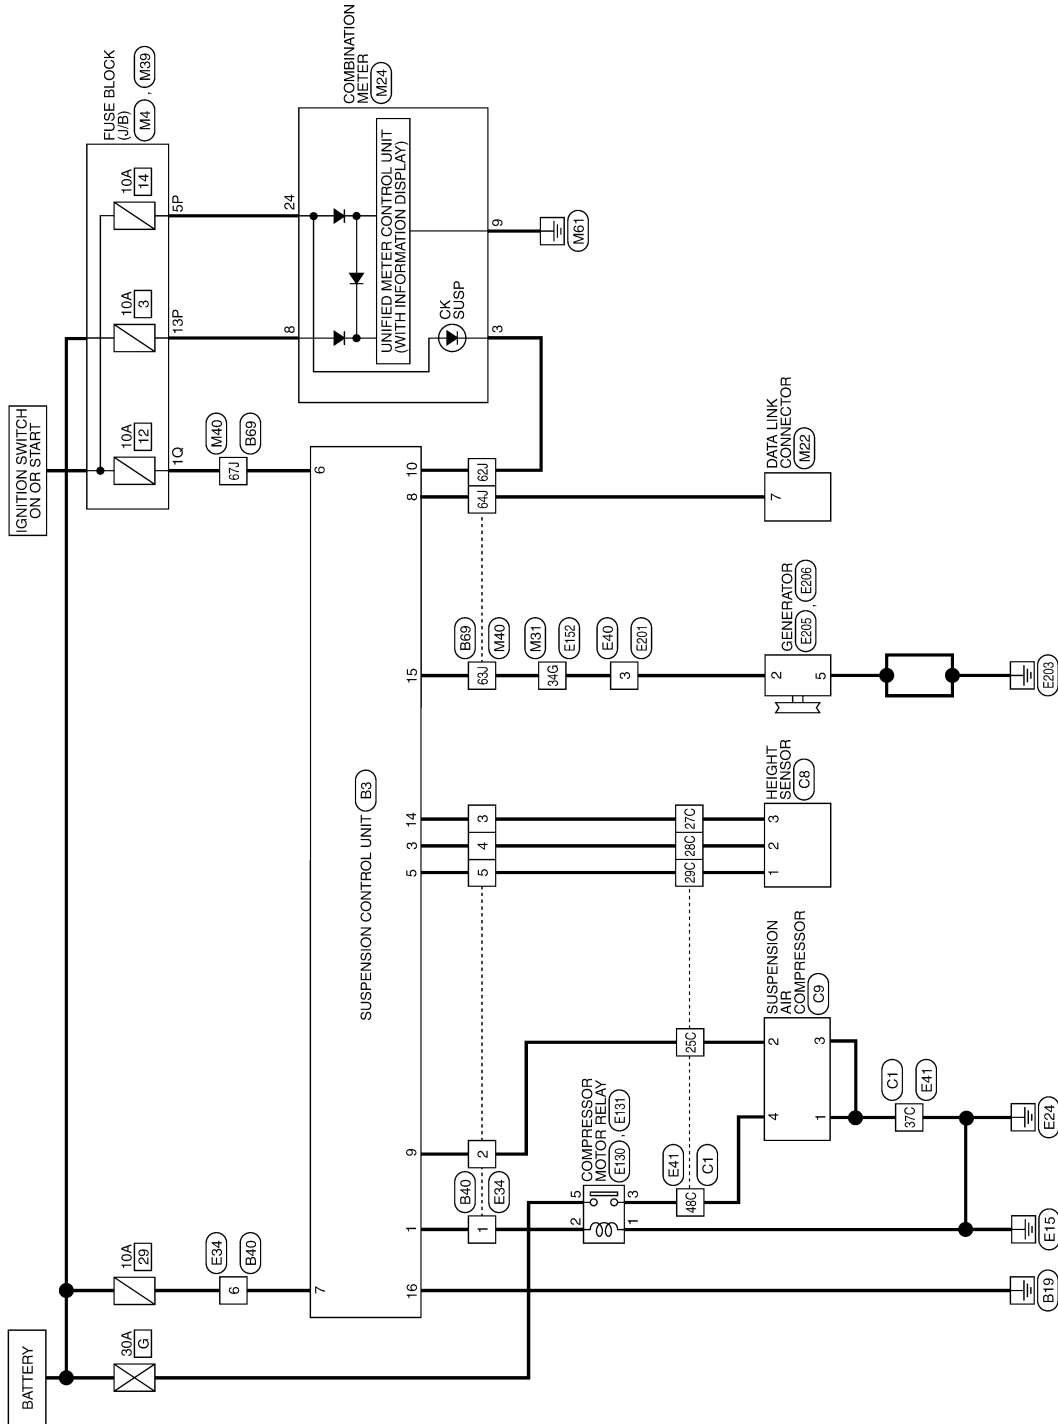 BATTERY
IGNITION SWITCH
ON OR START
FUSE BLOCK
(J/B)
M4 , M39
30A
G
10A
29
10A
12
10A
3
10A
14
1Q
13P
5P
E34
6
B40
M40
67J
B69
COMBINATION
METER
M24
8
24
UNIFIED METER CONTROL UNIT
(WITH INFORMATION DISPLAY)
CK
SUSP
3
9
M61
7
6
SUSPENSION CONTROL UNIT
B3
16
1
9
5
3
14
15
8
10
B40
1
E34
2
5
4
3
B69
63J
M40
64J
62J
M31
34G
E152
E40
3
E201
COMPRESSOR
MOTOR RELAY
E130 , E131
2
5
1
3
E41
48C
C1
25C
29C
28C
27C
SUSPENSION
AIR
COMPRESSOR
C9
4
2
1
3
HEIGHT
SENSOR
C8
1
2
3
GENERATOR
E205 , E206
2
5
DATA LINK
CONNECTOR
M22
7
C1
37C
E41
B19
E15
E24
E203